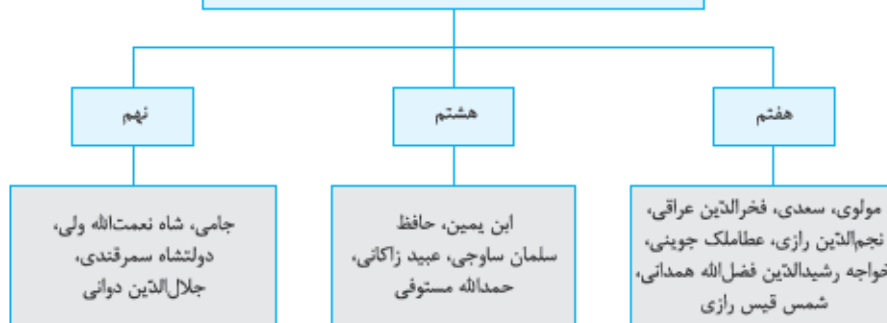 هفتم
هشتم
نهم
مولوی، سعدی، فخرالدّین عراقی،
نجم‌الدّین رازی، عطاملک جوینی،
خواجه رشیدالدّین فضل‌الله همدانی،
شمس قیس رازی
ابن یمین، حافظ
سلمان ساوجی، عبید زاکانی،
حمدالله مستوفی
جامی، شاه نعمت‌الله ولی،
دولتشاه سمرقندی،
جلال‌الدّین دوانی